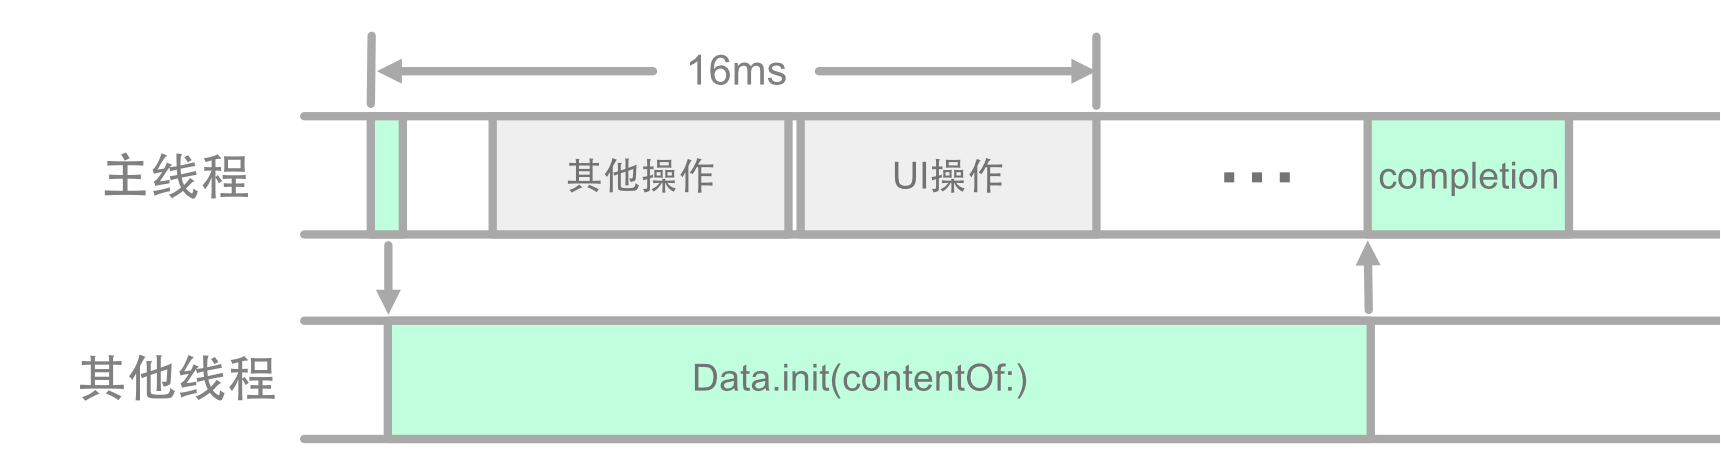 16ms
主线程
其他操作
UI操作
...
completion
其他线程
Data.init(contentOf:)